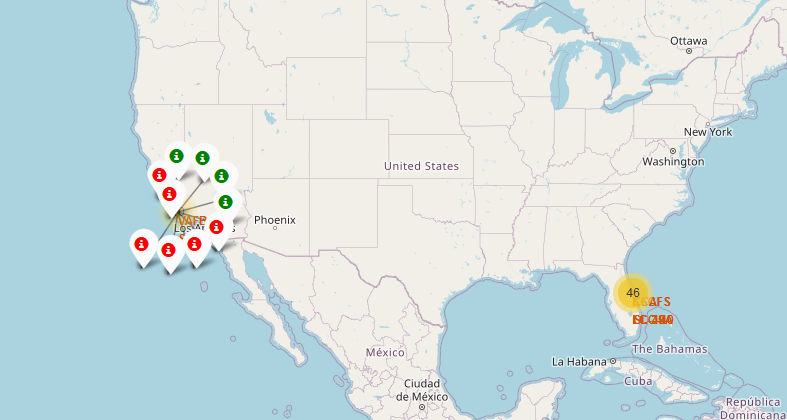 Ottawa
New York
Washington
United States
Phoenix
VAFB
46
The Bahamas
México
La Habana
Cuba
Ciudad
de México
República
Dominicana